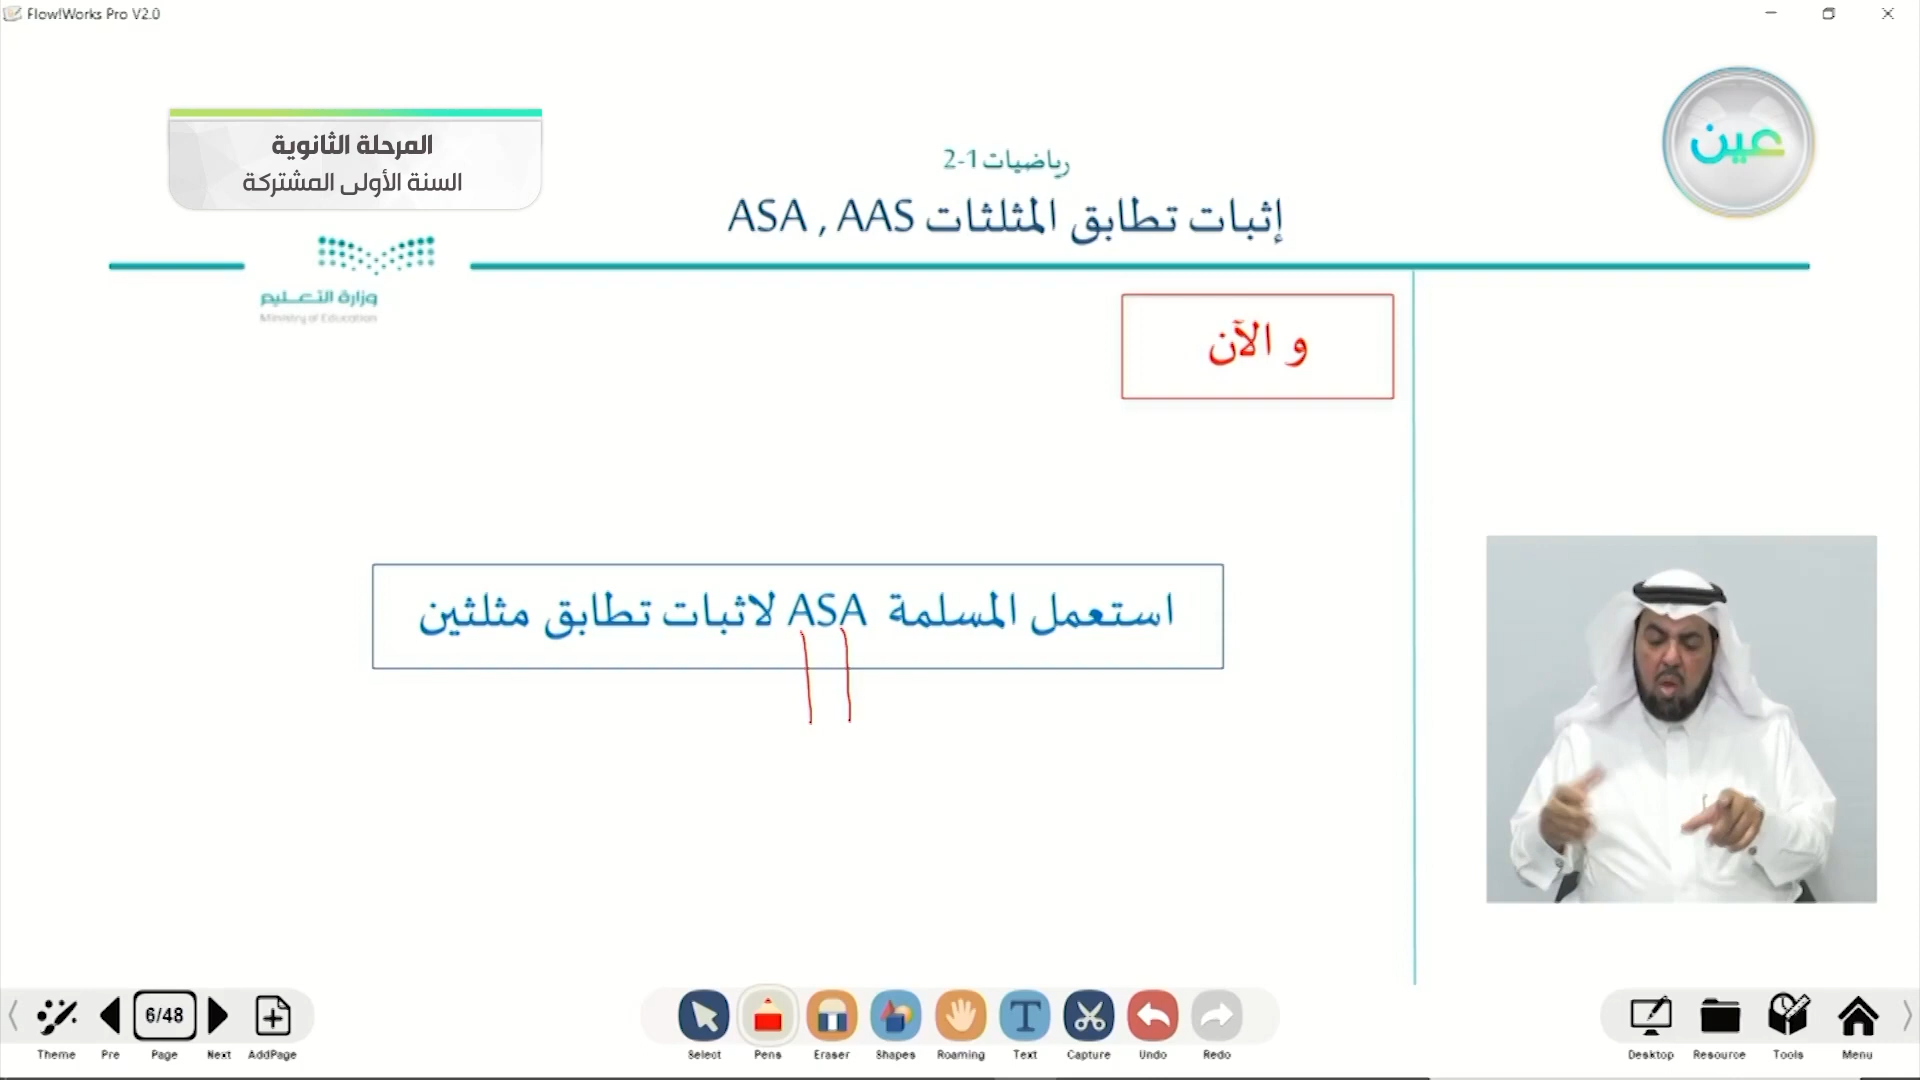 Flow!Works Pro V2.0
المرحلة الثانوية
السنة الأولى المشتركة
رياضيات 1-2
إثبات تطابق المثلثات ASA , AAS
عين
وزارة التعليم
Ministry of Education
و الآن
استعمل المسلمة ASA لاثبات تطابق مثلثين
6/48
Theme Pre Page Next AddPage
Select Pens Eraser Shapes Roaming Text Capture Undo Redo
Desktop Resource Tools Menu